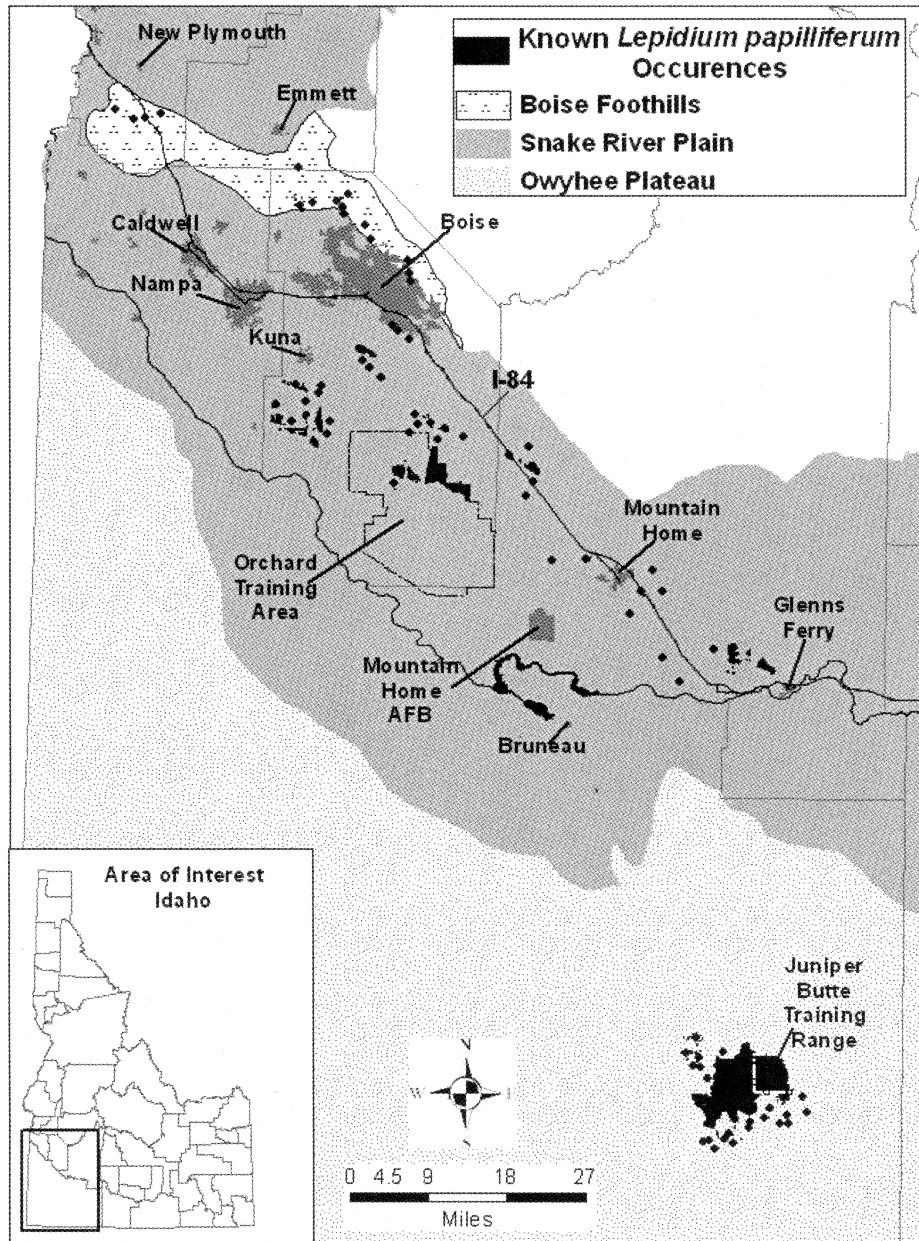 New Plymouth
Emmett
Known Lepidium papilliferum
Occurences
Boise Foothills
Snake River Plain
Owyhee Plateau
Caldwell
Boise
Nampa
Kuna
I-84
Mountain
Home
Orchard
Training
Area
Glenns
Ferry
Mountain
Home
AFB
Bruneau
Area of Interest
Idaho
Juniper
Butte
Training
Range
W
0 4.5 9 18 27
Miles